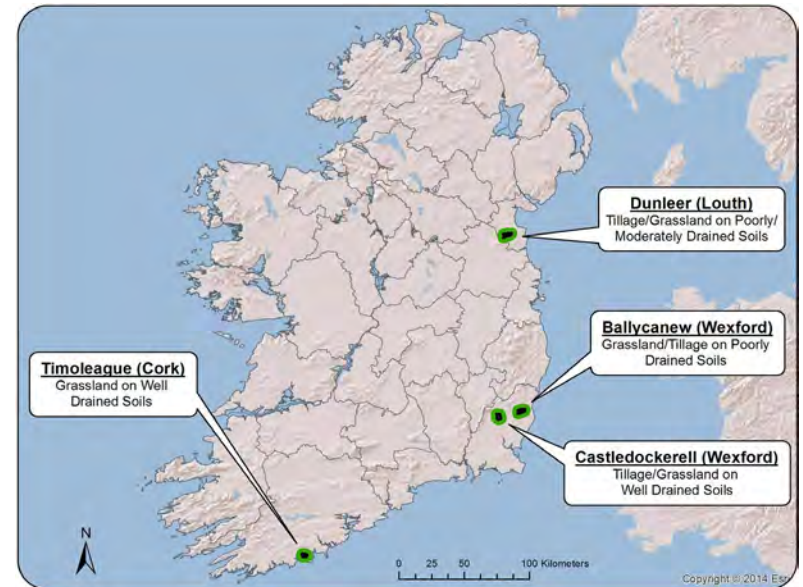 Dunleer (Louth)
Tillage/Grassland on Poorly/
Moderately Drained Soils
Ballycanew (Wexford)
Grassland/Tillage on Poorly
Drained Soils
Timoleague (Cork)
Grassland on Well
Drained Soils
Castledockerell (Wexford)
Tillage/Grassland on
Well Drained Soils
N
0 25 50 100 Kilometers
Copyright © 2014 Esri